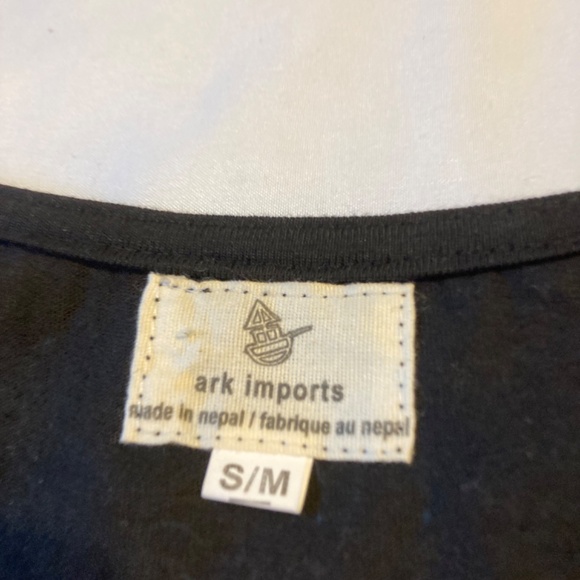 ark imports
made in nepal / fabrique au nepal
S/M